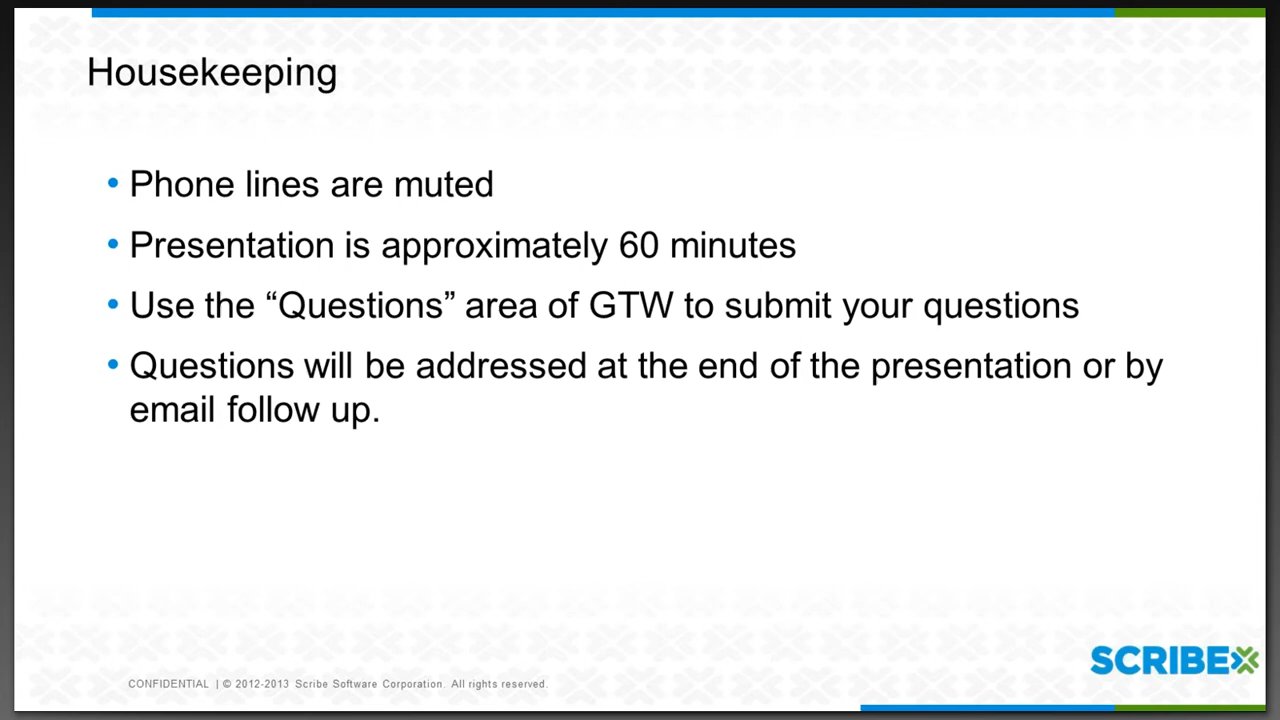 Housekeeping
• Phone lines are muted
• Presentation is approximately 60 minutes
• Use the “Questions” area of GTW to submit your questions
• Questions will be addressed at the end of the presentation or by
email follow up.
SCRIBE
CONFIDENTIAL | © 2012-2013 Scribe Software Corporation. All rights reserved.